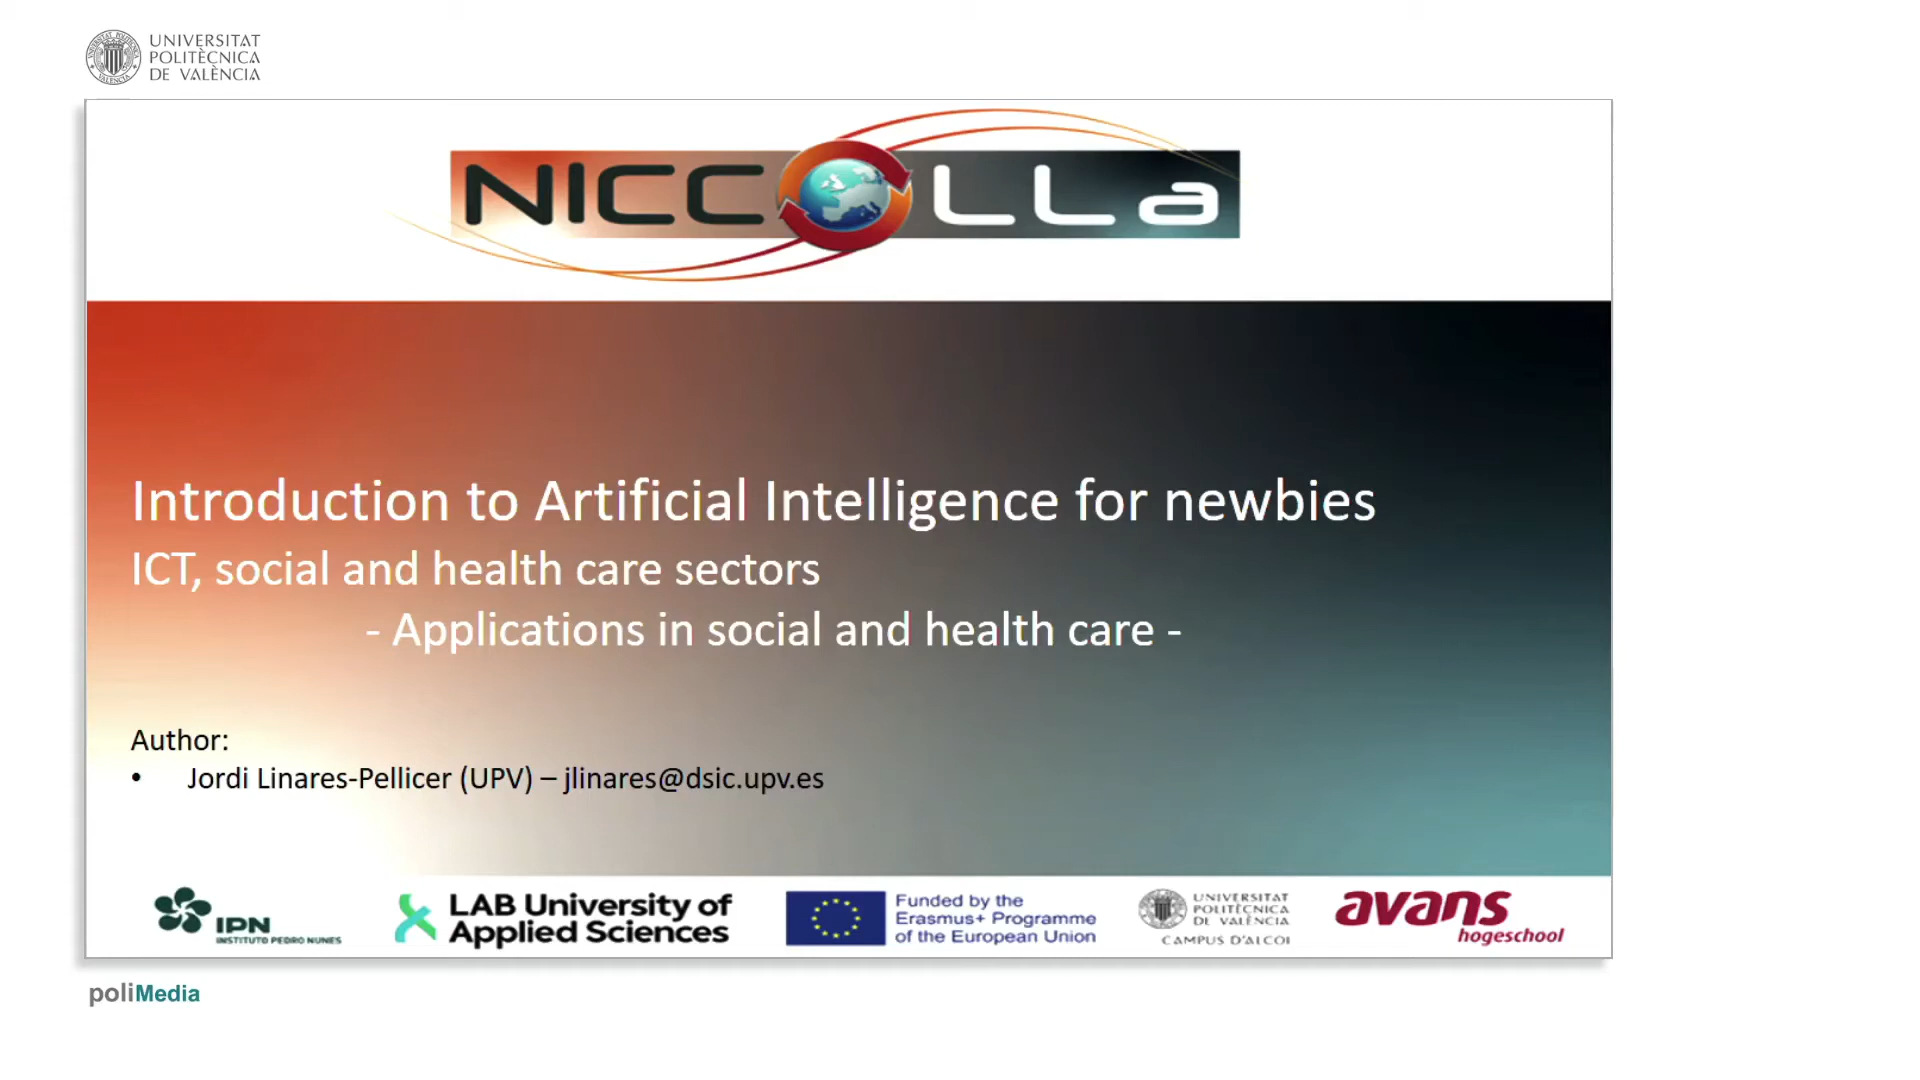 UNIVERSITAT
POLITÈCNICA
DE VALÈNCIA
NICCOLLa
Introduction to Artificial Intelligence for newbies
ICT, social and health care sectors
- Applications in social and health care -
Author:
• Jordi Linares-Pellicer (UPV) – jlinares@dsic.upv.es
IPN
INSTITUTO PEDRO NUNES
LAB University of
Applied Sciences
Funded by the
Erasmus+ Programme
of the European Union
UNIVERSITAT
POLITÈCNICA
DE VALÈNCIA
CAMPUS D'ALCOI
avans
hogeschool
poliMedia